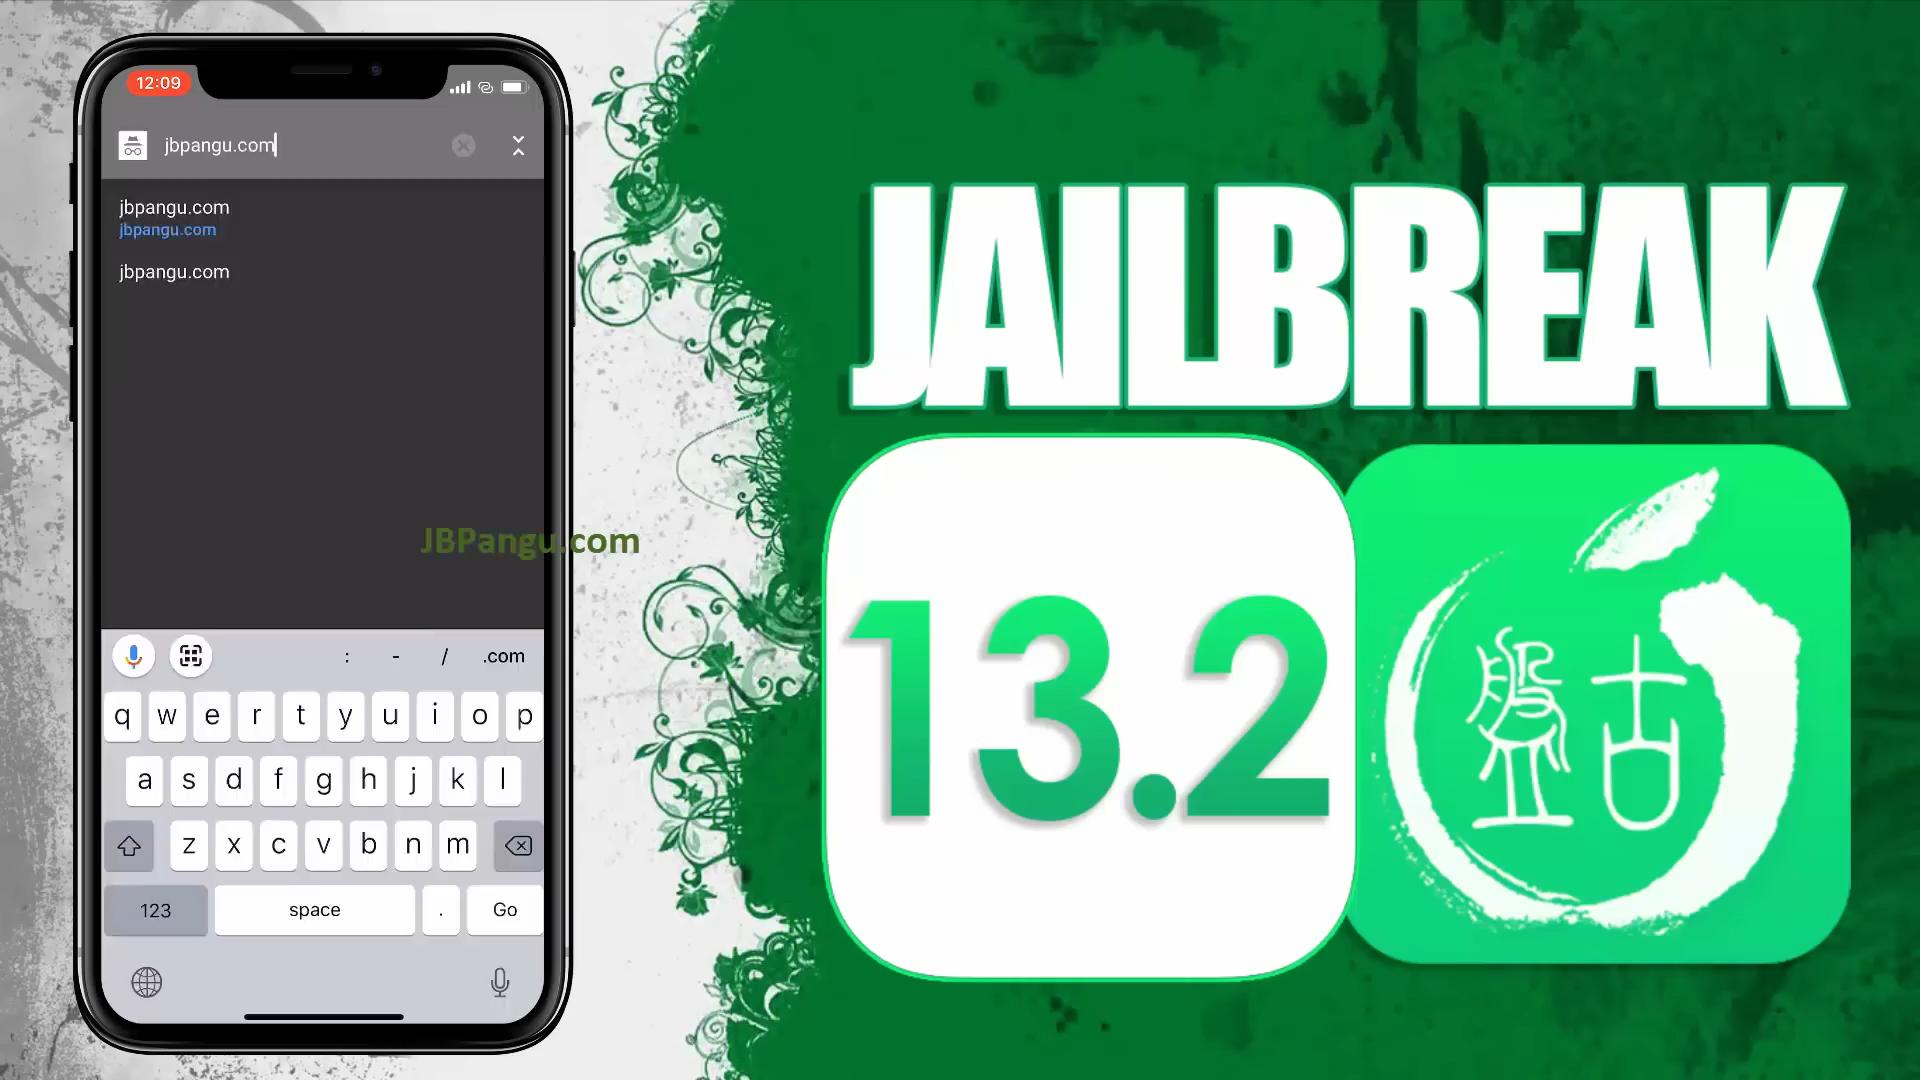 12:09
jbpangu.com
jbpangu.com
jbpangu.com
jbpangu.com
JBPangu.com
: - / .com
q w e r t y u i o p
a s d f g h j k l
z x c v b n m
123 space . Go
JAILBREAK
13.2
盤古